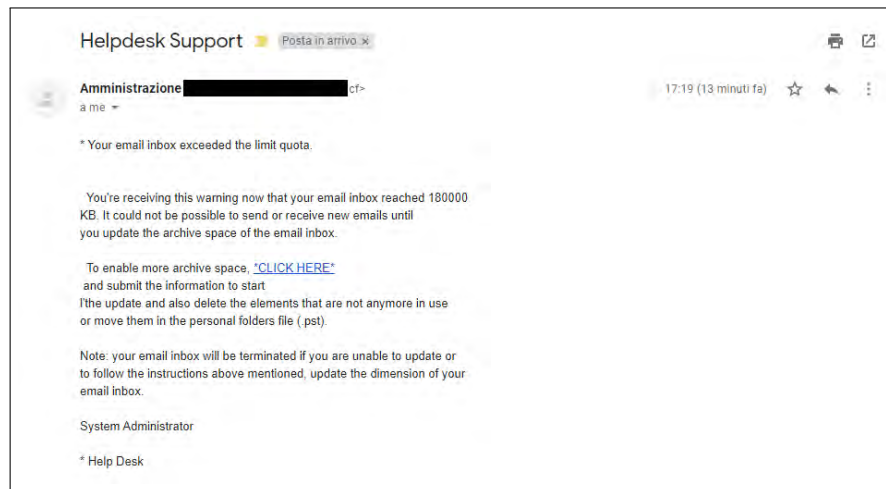 Helpdesk Support Posta in arrivo x
Amministrazione cf>
17:19 (13 minuti fa)
a me
* Your email inbox exceeded the limit quota.
You're receiving this warning now that your email inbox reached 180000
KB. It could not be possible to send or receive new emails until
you update the archive space of the email inbox.
To enable more archive space, *CLICK HERE*
and submit the information to start
l'the update and also delete the elements that are not anymore in use
or move them in the personal folders file (.pst).
Note: your email inbox will be terminated if you are unable to update or
to follow the instructions above mentioned, update the dimension of your
email inbox.
System Administrator
* Help Desk